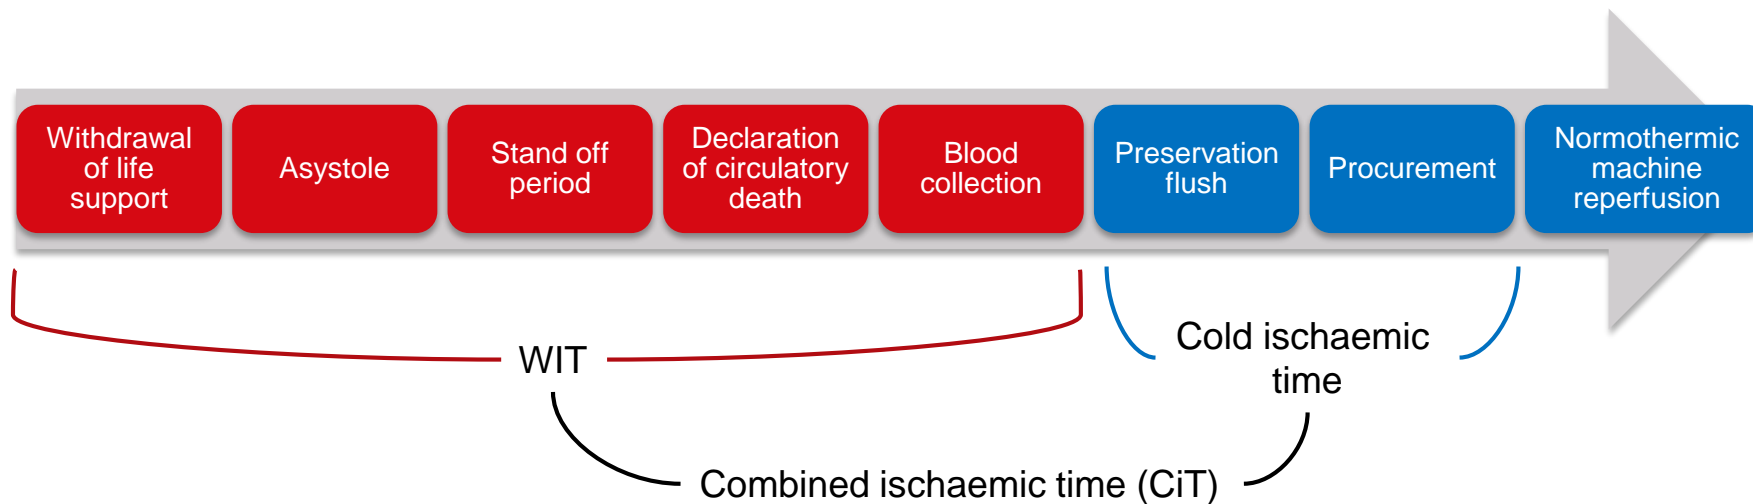 Withdrawal
of life
support
Asystole
Stand off
period
Declaration
of circulatory
death
Blood
collection
Preservation
flush
Procurement
Normothermic
machine
reperfusion
WIT
Cold ischaemic
time
Combined ischaemic time (CiT)